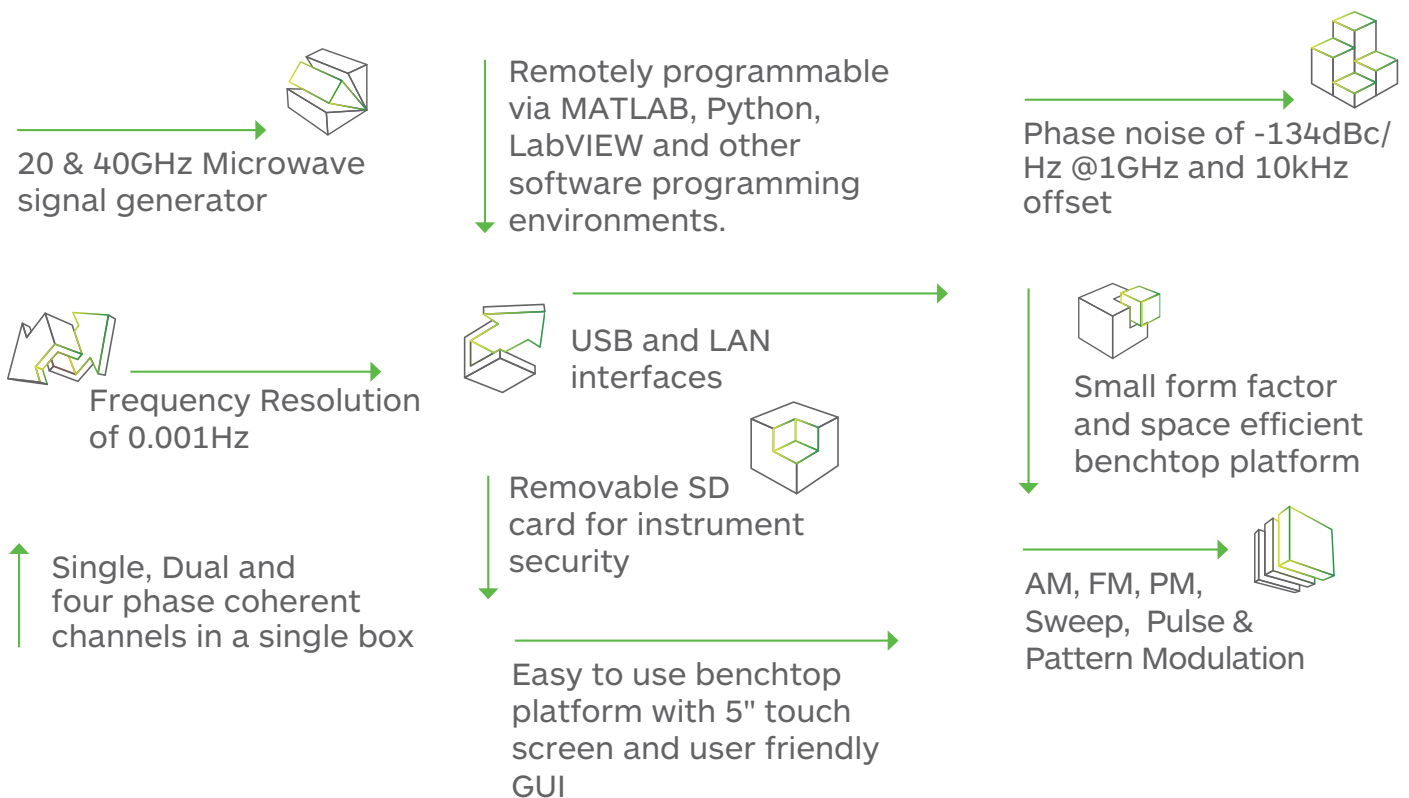 20 & 40GHz Microwave
signal generator
Remotely programmable
via MATLAB, Python,
LabVIEW and other
software programming
environments.
Phase noise of -134dBc/
Hz @1GHz and 10kHz
offset
Frequency Resolution
of 0.001Hz
USB and LAN
interfaces
Small form factor
and space efficient
benchtop platform
Single, Dual and
four phase coherent
channels in a single box
Removable SD
card for instrument
security
AM, FM, PM,
Sweep, Pulse &
Pattern Modulation
Easy to use benchtop
platform with 5" touch
screen and user friendly
GUI